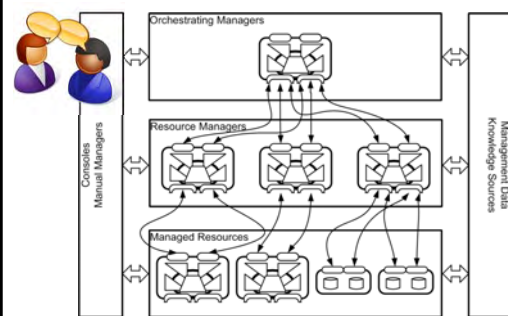 Orchestrating Managers
Resource Managers
Managed Resources
Consoles
Manual Managers
Management Data
Knowledge Sources